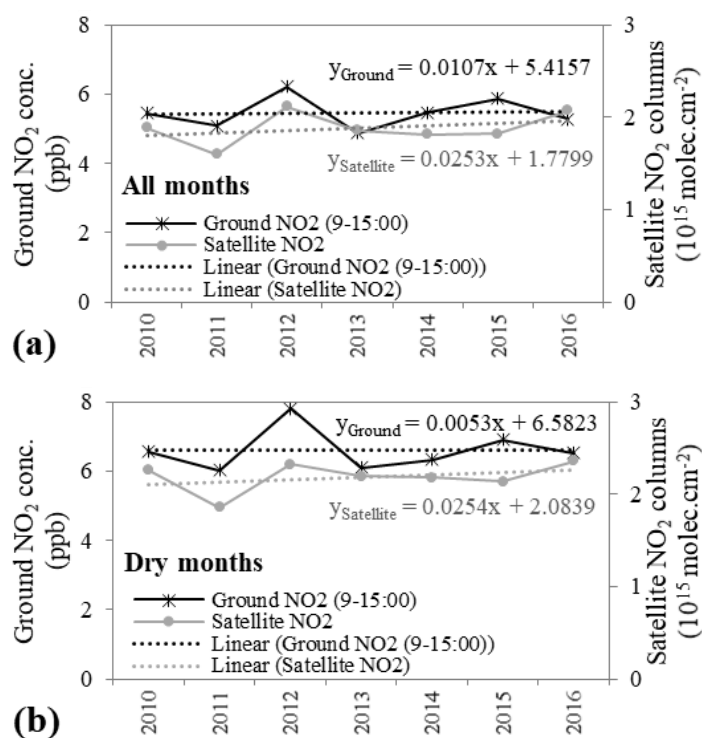 8
6
4
2
0
Ground NO2 conc.
(ppb)
yGround = 0.0107x + 5.4157
ySatellite = 0.0253x + 1.7799
All months
Ground NO2 (9-15:00)
Satellite NO2
Linear (Ground NO2 (9-15:00))
Linear (Satellite NO2)
3
2
1
0
Satellite NO2 columns
(10^15 molec.cm-2)
2010
2011
2012
2013
2014
2015
2016
(a)
8
6
4
2
0
Ground NO2 conc.
(ppb)
yGround = 0.0053x + 6.5823
ySatellite = 0.0254x + 2.0839
Dry months
Ground NO2 (9-15:00)
Satellite NO2
Linear (Ground NO2 (9-15:00))
Linear (Satellite NO2)
3
2
1
0
Satellite NO2 columns
(10^15 molec.cm-2)
2010
2011
2012
2013
2014
2015
2016
(b)